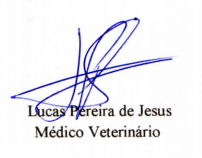 Lucas Pereira de Jesus
Médico Veterinário